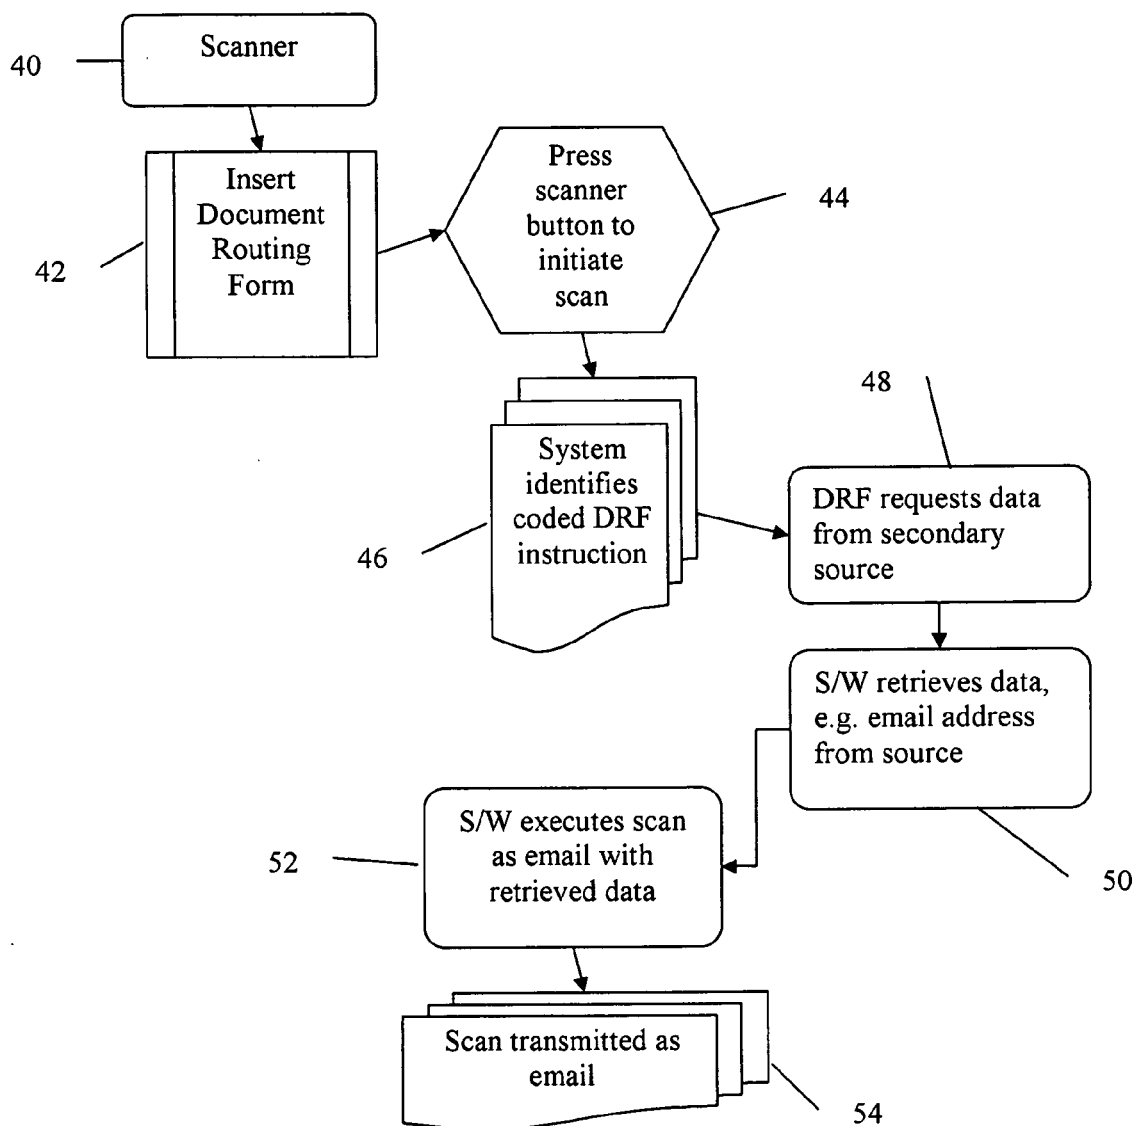 Scanner
40
Insert
Document
Routing
Form
42
Press
scanner
button to
initiate
scan
44
System
identifies
coded DRF
instruction
46
48
DRF requests data
from secondary
source
S/W retrieves data,
e.g. email address
from source
50
S/W executes scan
as email with
retrieved data
52
Scan transmitted as
email
54